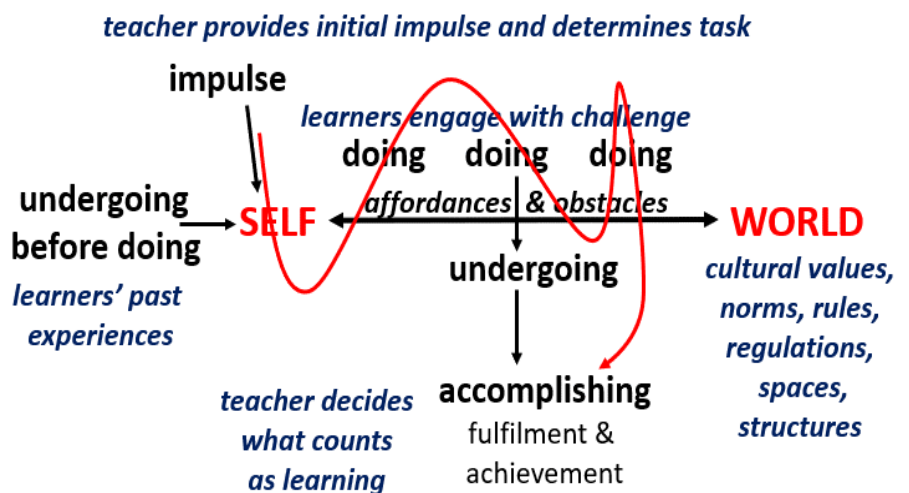 teacher provides initial impulse and determines task
impulse
learners engage with challenge
doing doing doing
undergoing
before doing
SELF
affordances & obstacles
WORLD
learners’ past
experiences
undergoing
cultural values,
norms, rules,
regulations,
spaces,
structures
teacher decides
what counts
as learning
accomplishing
fulfilment &
achievement